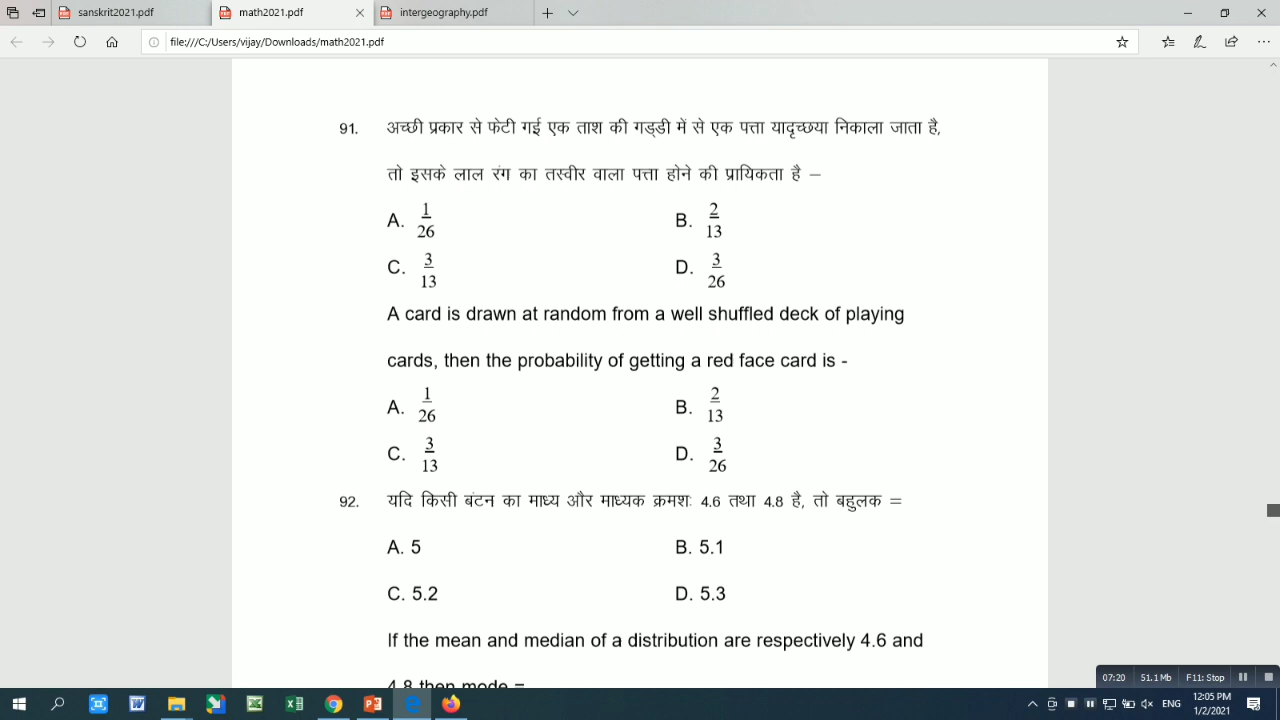 sanskrit2021.pdf math2021.pdf intergeography.pdf
file:///C:/Users/vijay/Downloads/math2021.pdf
91. अच्छी प्रकार से फेटी गई एक ताश की गड्डी में से एक पत्ता यादृच्छया निकाला जाता है,
तो इसके लाल रंग का तस्वीर वाला पत्ता होने की प्रायिकता है –
A. 1/26 B. 2/13
C. 3/13 D. 3/26
A card is drawn at random from a well shuffled deck of playing
cards, then the probability of getting a red face card is -
A. 1/26 B. 2/13
C. 3/13 D. 3/26
92. यदि किसी बंटन का माध्य और माध्यक क्रमशः 4.6 तथा 4.8 है, तो बहुलक =
A. 5 B. 5.1
C. 5.2 D. 5.3
If the mean and median of a distribution are respectively 4.6 and
4.8 then mode =
07:20 51.1 Mb F11: Stop
12:05 PM
1/2/2021